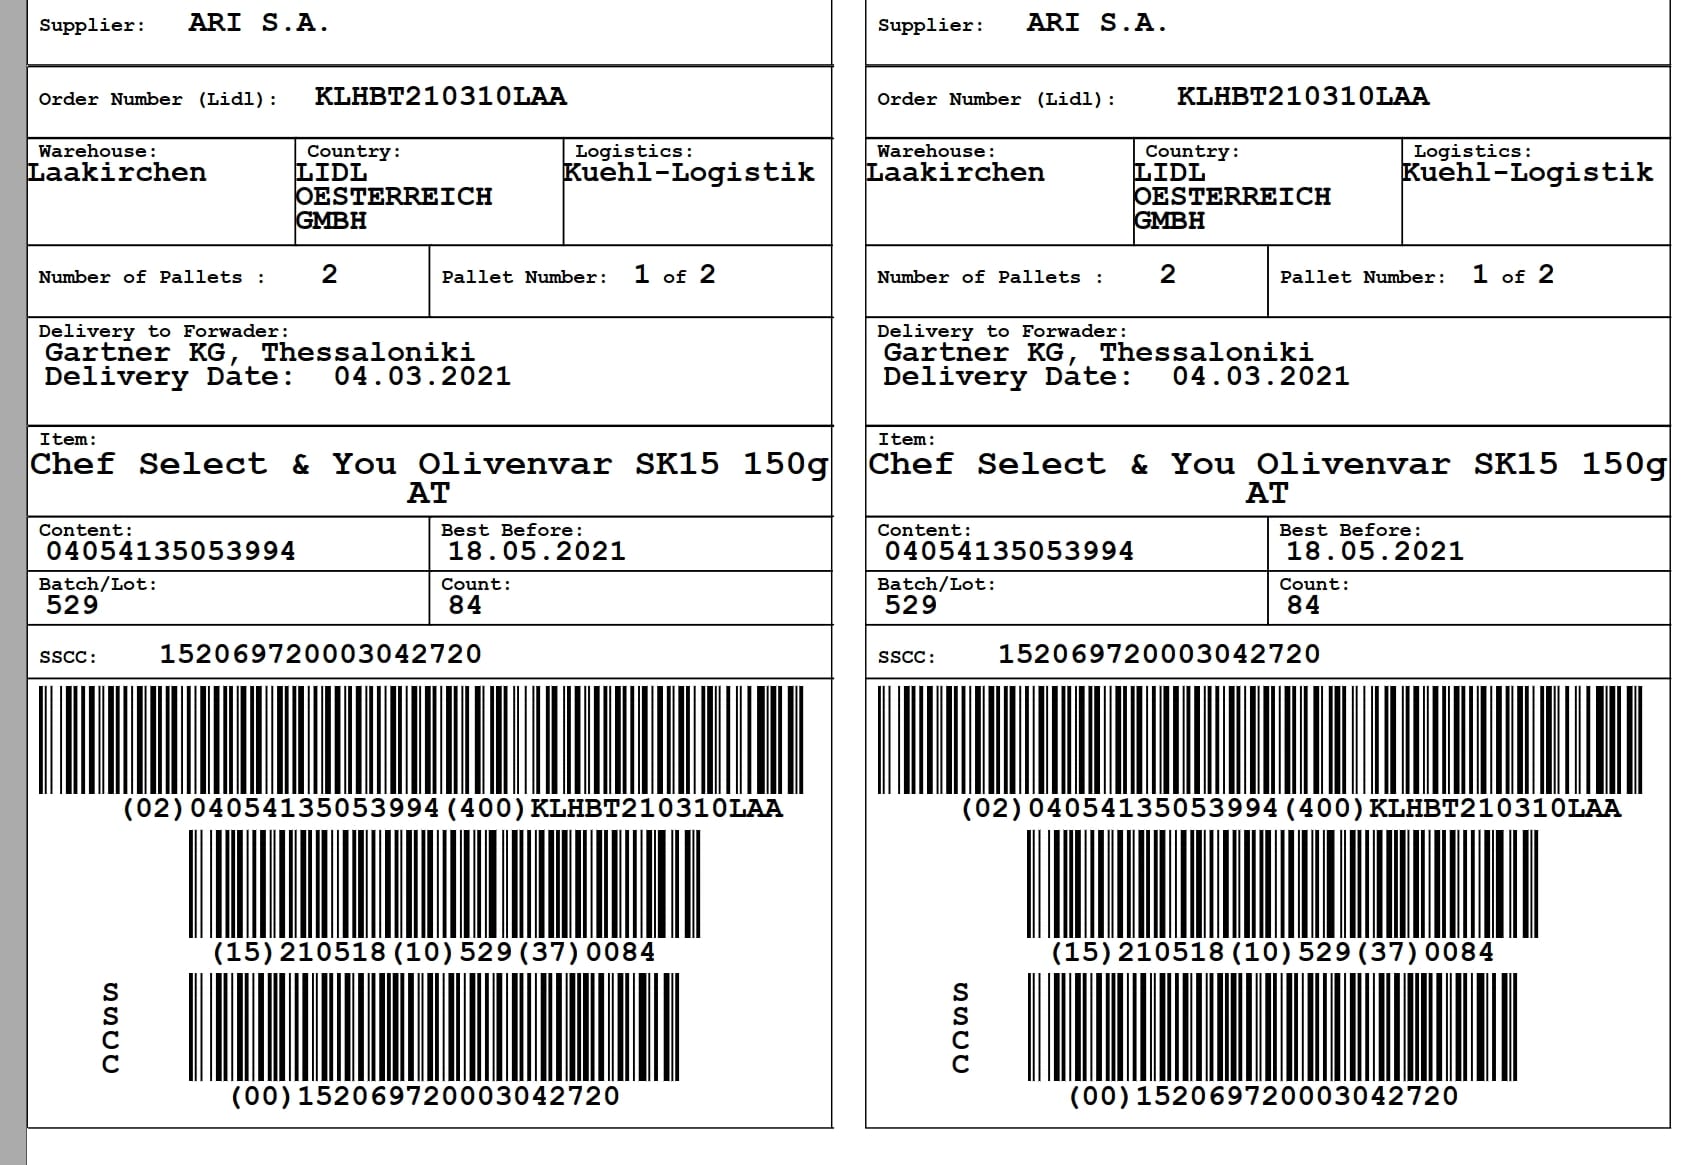 Supplier: ARI S.A.
Order Number (Lidl): KLHBT210310LAA
Warehouse: Country: Logistics:
Laakirchen LIDL Kuehl-Logistik
OESTERREICH
GMBH
Number of Pallets : 2 Pallet Number: 1 of 2
Delivery to Forwader:
Gartner KG, Thessaloniki
Delivery Date: 04.03.2021
Item:
Chef Select & You Olivenvar SK15 150g
AT
Content: Best Before:
04054135053994 18.05.2021
Batch/Lot: Count:
529 84
SSCC: 152069720003042720
(02)04054135053994(400)KLHBT210310LAA
(15)210518(10)529(37)0084
S
S
C
C
(00)152069720003042720
Supplier: ARI S.A.
Order Number (Lidl): KLHBT210310LAA
Warehouse: Country: Logistics:
Laakirchen LIDL Kuehl-Logistik
OESTERREICH
GMBH
Number of Pallets : 2 Pallet Number: 1 of 2
Delivery to Forwader:
Gartner KG, Thessaloniki
Delivery Date: 04.03.2021
Item:
Chef Select & You Olivenvar SK15 150g
AT
Content: Best Before:
04054135053994 18.05.2021
Batch/Lot: Count:
529 84
SSCC: 152069720003042720
(02)04054135053994(400)KLHBT210310LAA
(15)210518(10)529(37)0084
S
S
C
C
(00)152069720003042720